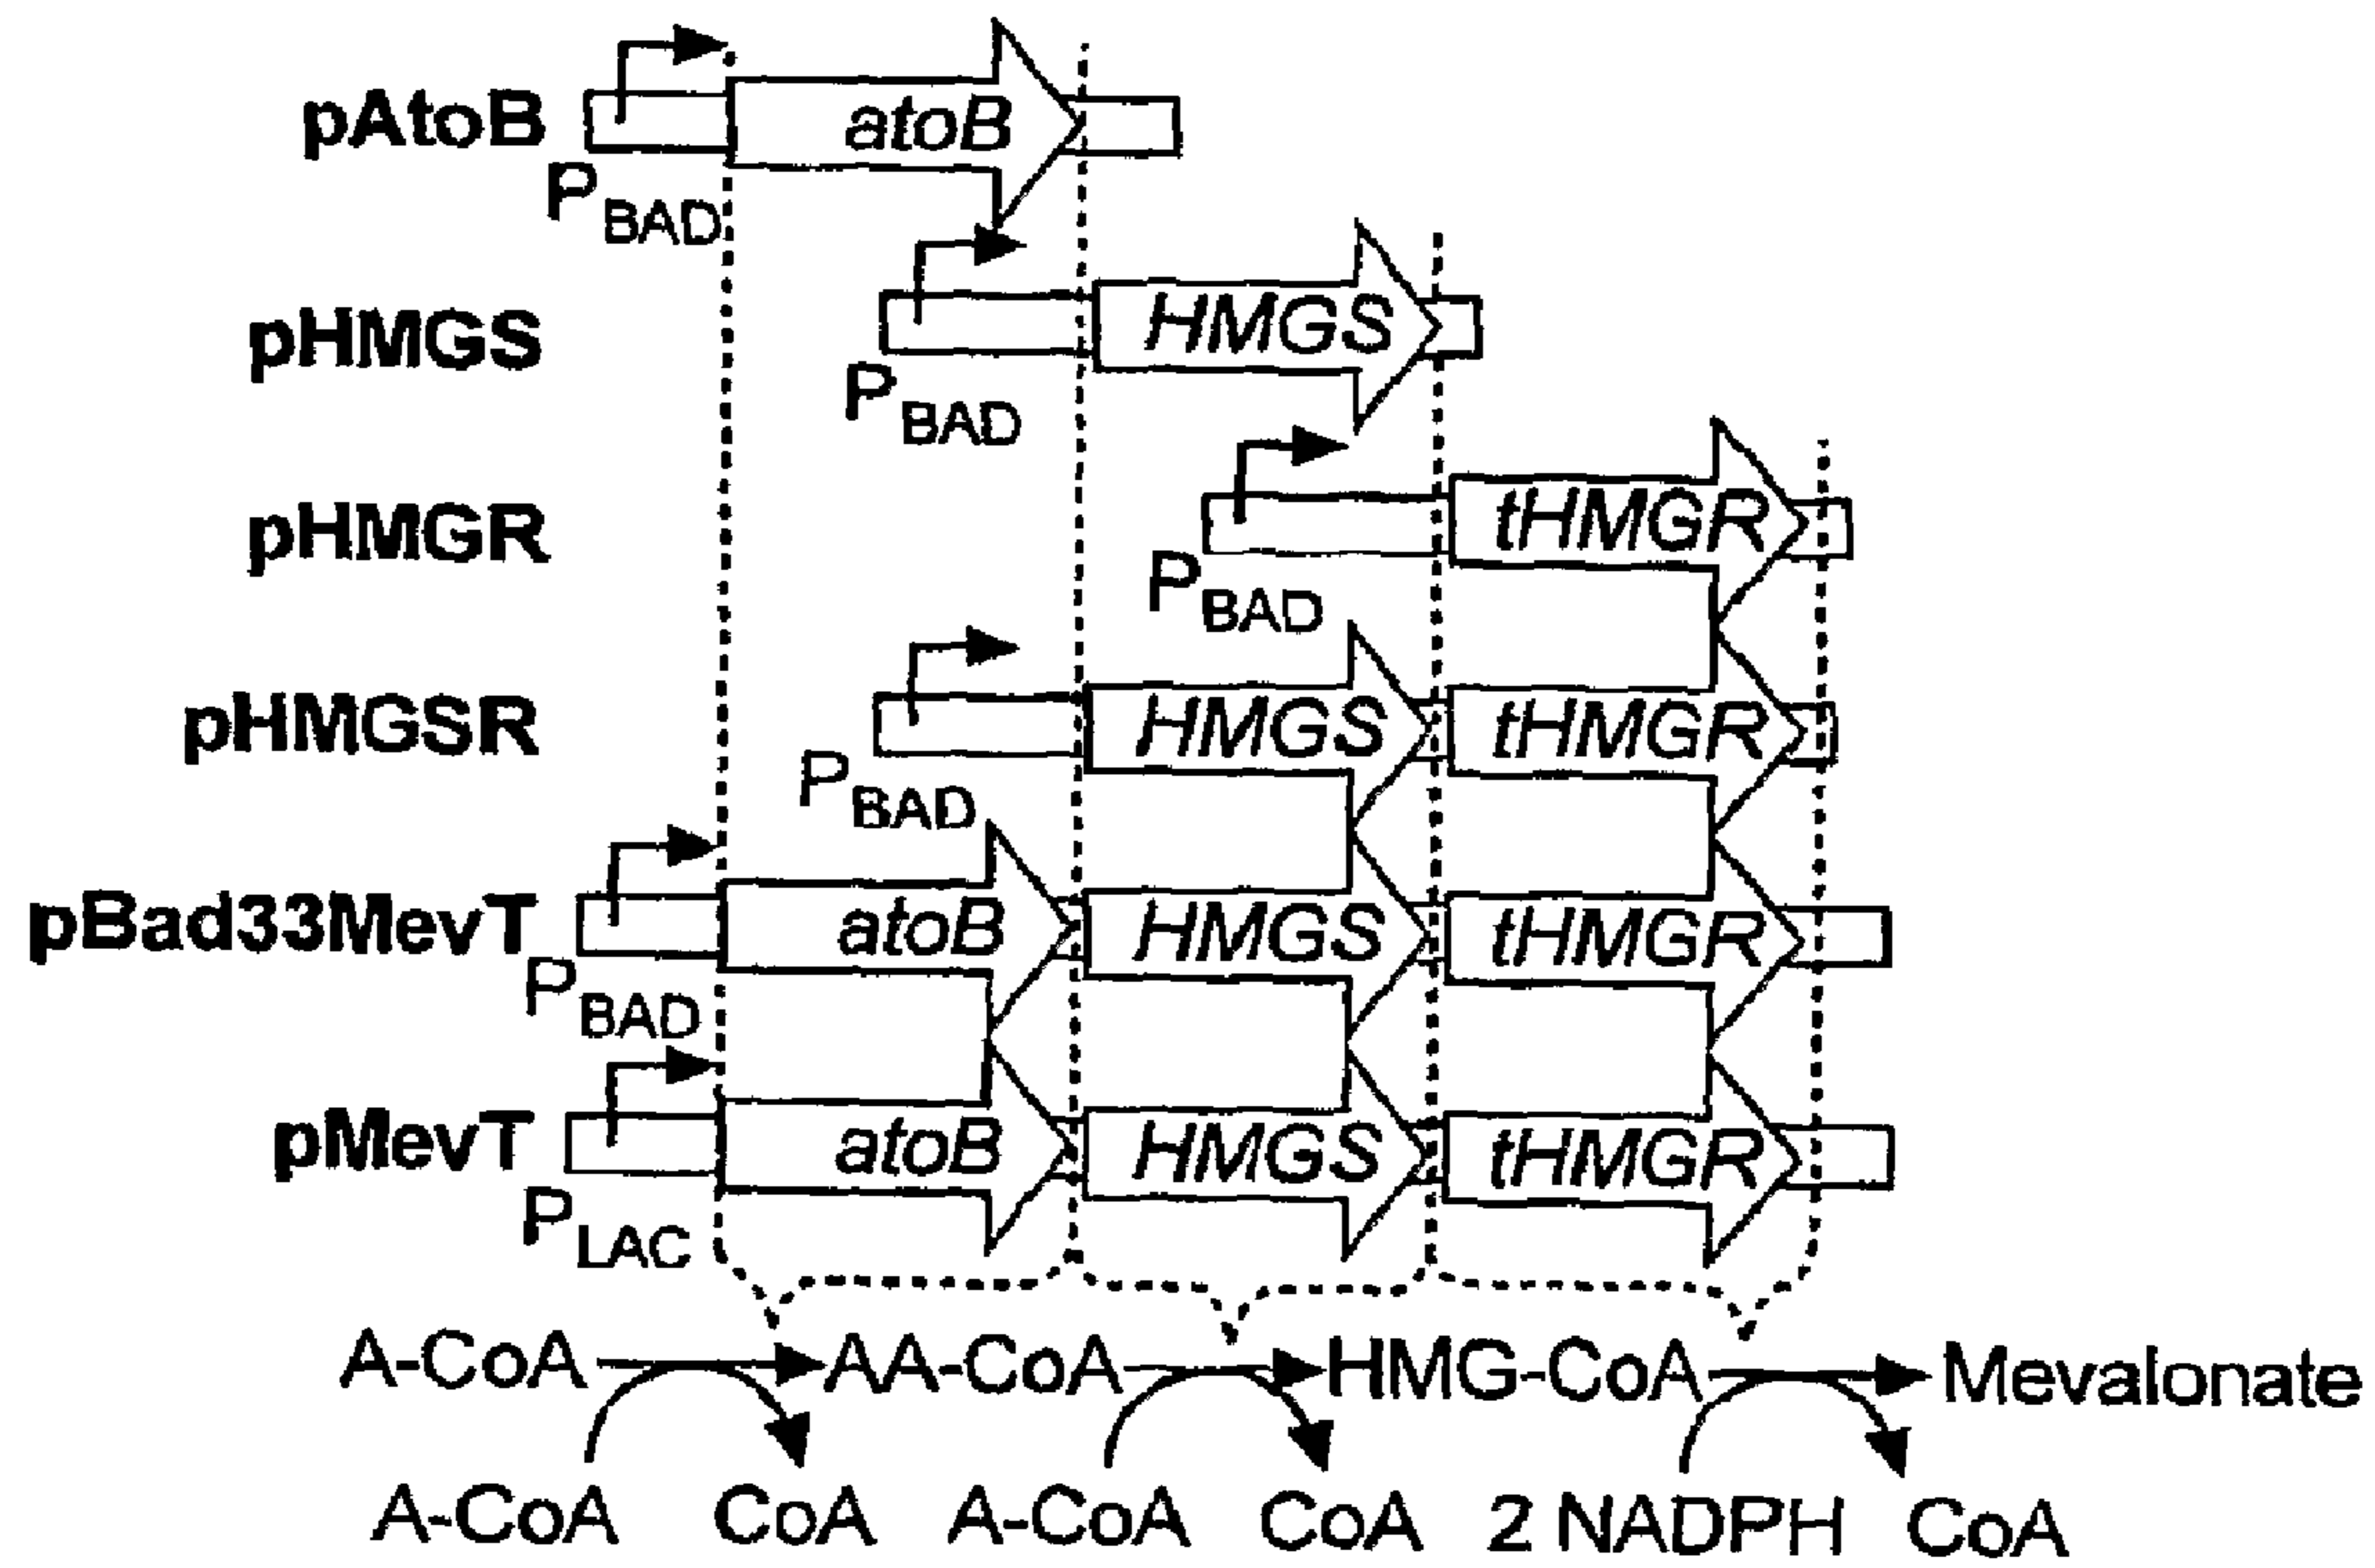 pAtoB atoB
PBAD
pHMGS HMGS
PBAD
pHMGR tHMGR
PBAD
pHMGSR HMGS tHMGR
PBAD
pBad33MevT atoB HMGS tHMGR
PBAD
pMevT atoB HMGS tHMGR
PLAC
A-CoA AA-CoA HMG-CoA Mevalonate
A-CoA CoA A-CoA CoA 2 NADPH CoA